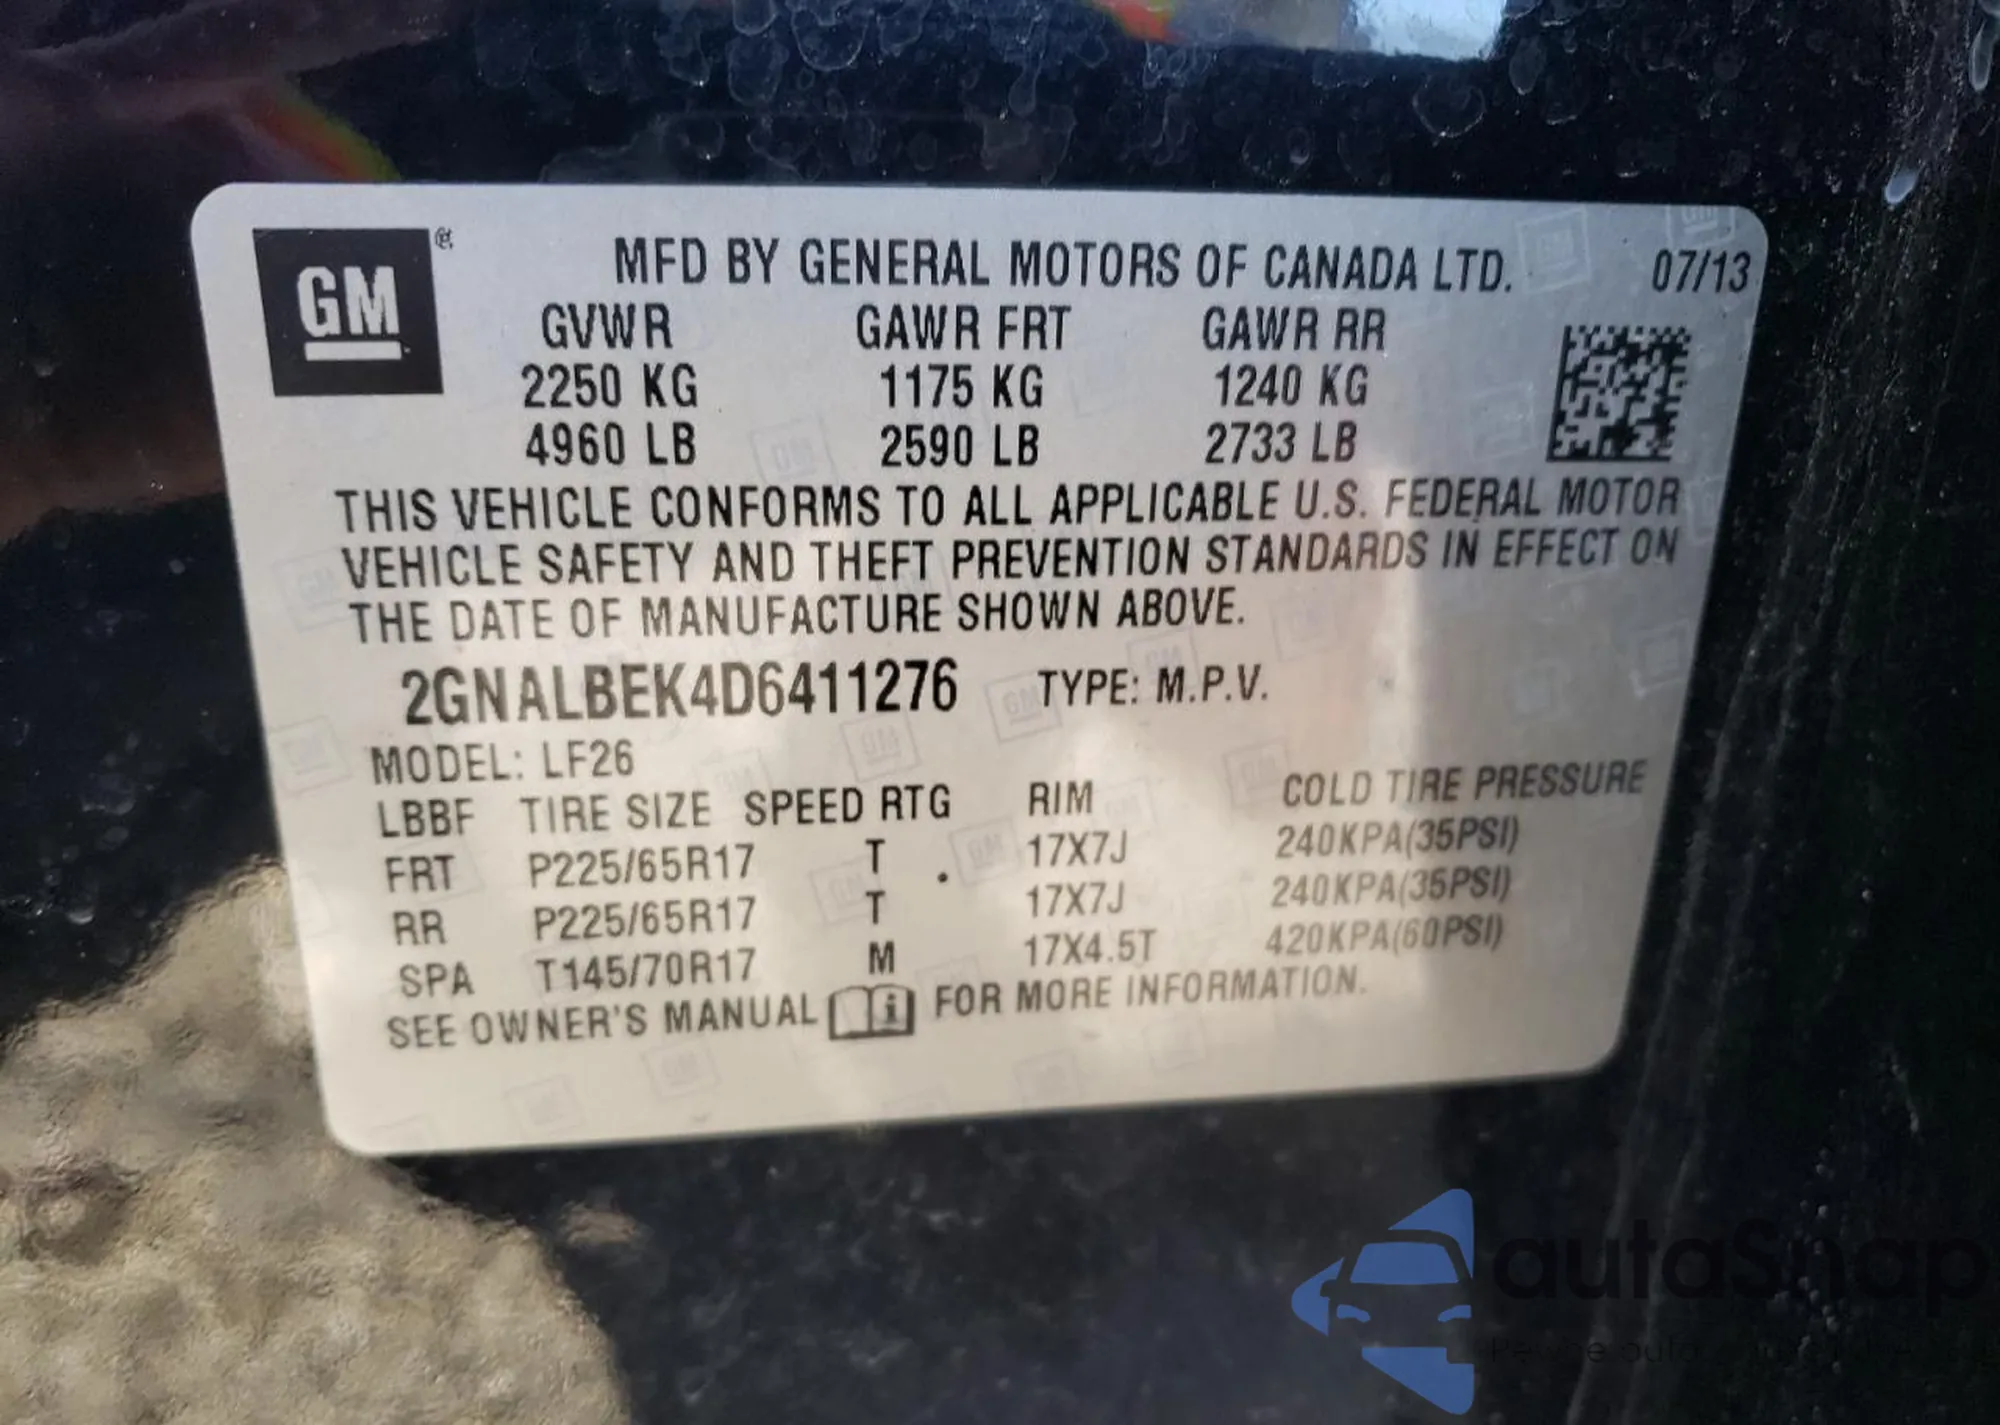 GM
MFD BY GENERAL MOTORS OF CANADA LTD. 07/13
GVWR GAWR FRT GAWR RR
2250 KG 1175 KG 1240 KG
4960 LB 2590 LB 2733 LB
THIS VEHICLE CONFORMS TO ALL APPLICABLE U.S. FEDERAL MOTOR
VEHICLE SAFETY AND THEFT PREVENTION STANDARDS IN EFFECT ON
THE DATE OF MANUFACTURE SHOWN ABOVE.
2GNALBEK4D6411276 TYPE: M.P.V.
MODEL: LF26
LBBF TIRE SIZE SPEED RTG RIM COLD TIRE PRESSURE
FRT P225/65R17 T 17X7J 240KPA(35PSI)
RR P225/65R17 T 17X7J 240KPA(35PSI)
SPA T145/70R17 M 17X4.5T 420KPA(60PSI)
SEE OWNER'S MANUAL FOR MORE INFORMATION.
autoSnap